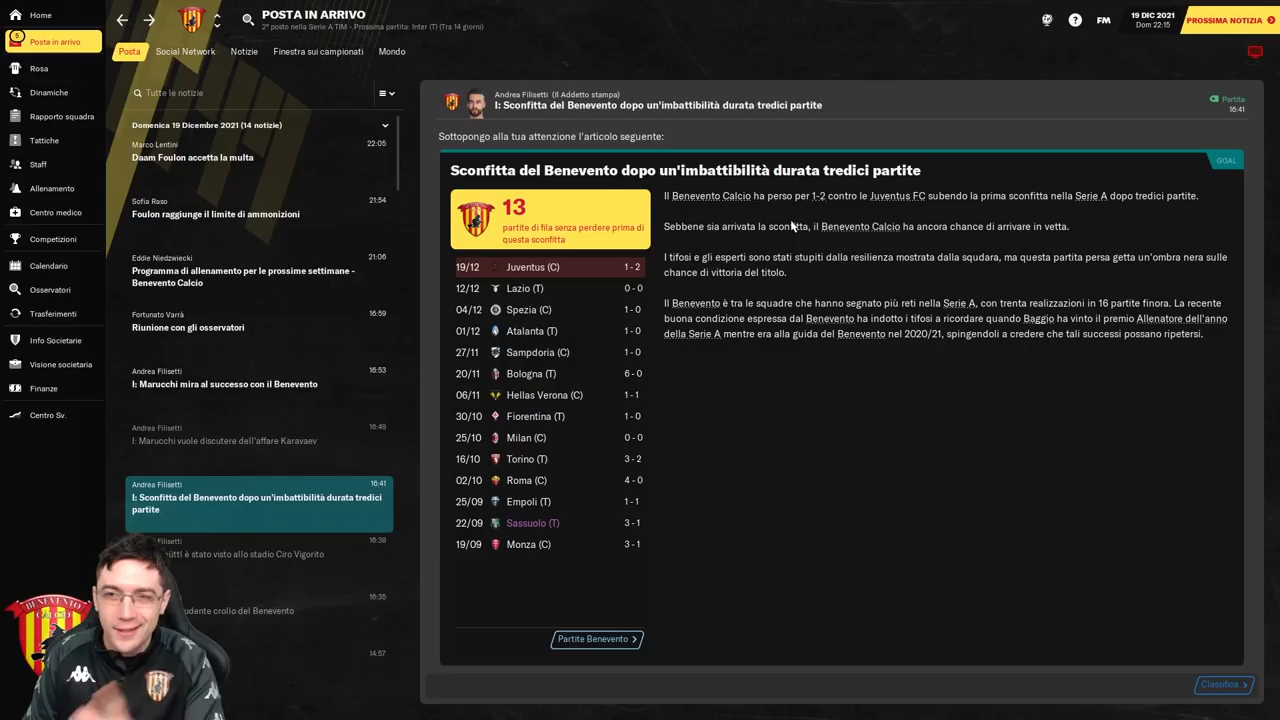 Home
5
Posta in arrivo
Rosa
Dinamiche
Rapporto squadra
Tattiche
Staff
Allenamento
Centro medico
Competizioni
Calendario
Osservatori
Trasferimenti
Info Societarie
Visione societaria
Finanze
Centro Sv.
POSTA IN ARRIVO
2° posto nella Serie A TIM - Prossima partita: Inter (T) (Tra 14 giorni)
FM
19 DIC 2021
Dom 22:15
PROSSIMA NOTIZIA
Posta
Social Network
Notizie
Finestra sui campionati
Mondo
Tutte le notizie
Domenica 19 Dicembre 2021 (14 notizie)
Marco Lentini 22:05
Daam Foulon accetta la multa
Sofia Raso 21:54
Foulon raggiunge il limite di ammonizioni
Eddie Niedzwiecki 21:06
Programma di allenamento per le prossime settimane -
Benevento Calcio
Fortunato Varrà 16:59
Riunione con gli osservatori
Andrea Filisetti 16:53
I: Marucchi mira al successo con il Benevento
Andrea Filisetti 16:49
I: Marucchi vuole discutere dell'affare Karavaev
Andrea Filisetti 16:41
I: Sconfitta del Benevento dopo un'imbattibilità durata tredici
partite
Filisetti 16:38
è stato visto allo stadio Ciro Vigorito
16:35
crollo del Benevento
14:57
BENEVENTO
CALCIO
Andrea Filisetti (Il Addetto stampa)
I: Sconfitta del Benevento dopo un'imbattibilità durata tredici partite
Partita
16:41
Sottopongo alla tua attenzione l'articolo seguente:
GOAL
Sconfitta del Benevento dopo un'imbattibilità durata tredici partite
13
partite di fila senza perdere prima di
questa sconfitta
19/12 Juventus (C) 1 - 2
12/12 Lazio (T) 0 - 0
04/12 Spezia (C) 1 - 0
01/12 Atalanta (T) 1 - 0
27/11 Sampdoria (C) 1 - 0
20/11 Bologna (T) 6 - 0
06/11 Hellas Verona (C) 1 - 1
30/10 Fiorentina (T) 1 - 0
25/10 Milan (C) 0 - 0
16/10 Torino (T) 3 - 2
02/10 Roma (C) 4 - 0
25/09 Empoli (T) 1 - 1
22/09 Sassuolo (T) 3 - 1
19/09 Monza (C) 3 - 1
Partite Benevento
Il Benevento Calcio ha perso per 1-2 contro le Juventus FC subendo la prima sconfitta nella Serie A dopo tredici partite.
Sebbene sia arrivata la sconfitta, il Benevento Calcio ha ancora chance di arrivare in vetta.
I tifosi e gli esperti sono stati stupiti dalla resilienza mostrata dalla squdara, ma questa partita persa getta un'ombra nera sulle
chance di vittoria del titolo.
Il Benevento è tra le squadre che hanno segnato più reti nella Serie A, con trenta realizzazioni in 16 partite finora. La recente
buona condizione espressa dal Benevento ha indotto i tifosi a ricordare quando Baggio ha vinto il premio Allenatore dell'anno
della Serie A mentre era alla guida del Benevento nel 2020/21, spingendoli a credere che tali successi possano ripetersi.
Classifica